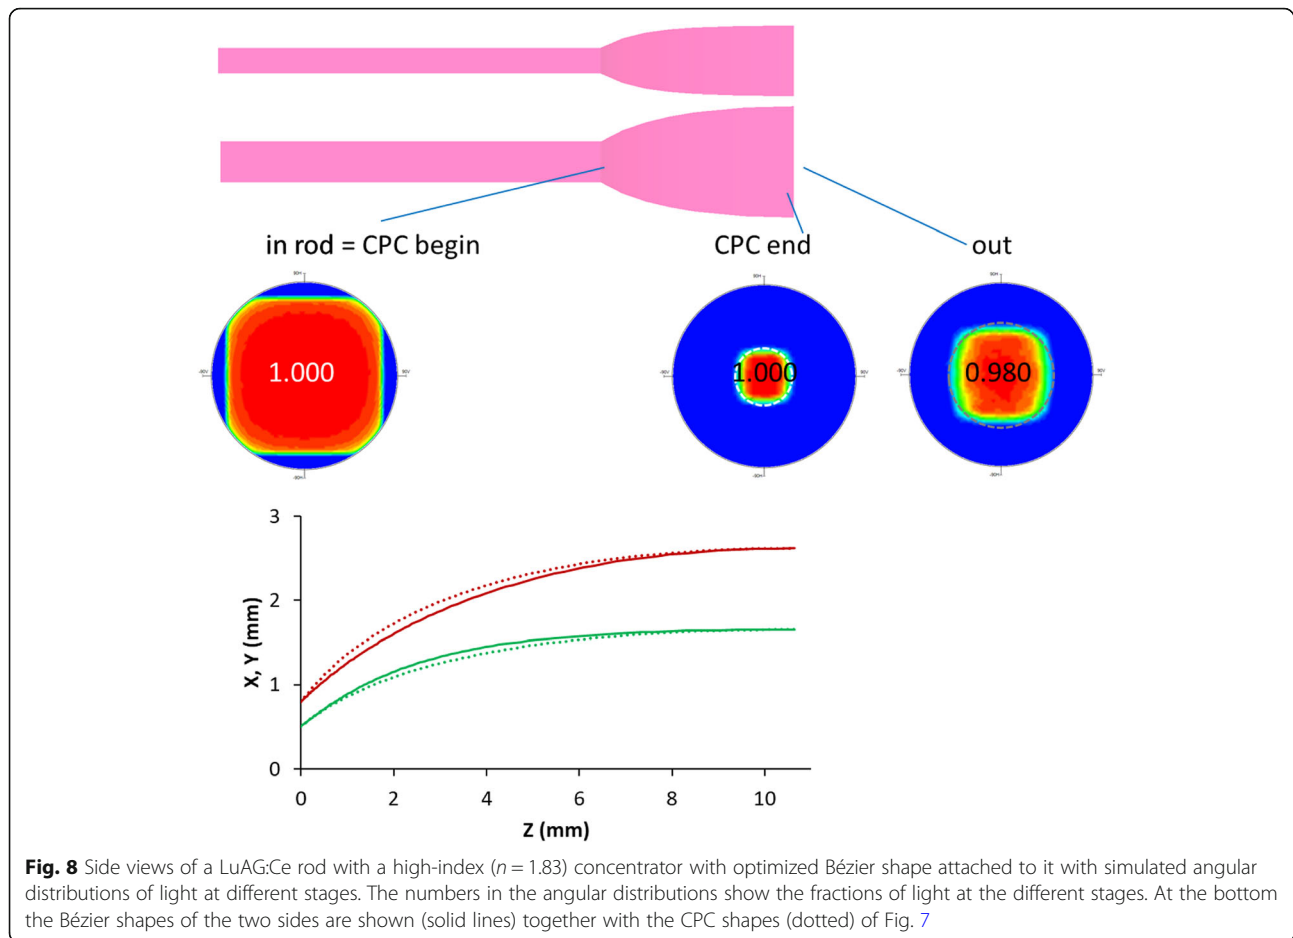 in rod = CPC begin
CPC end
out
1.000
1.000
0.980
3
2
1
0
X, Y (mm)
0 2 4 6 8 10
Z (mm)
Fig. 8 Side views of a LuAG:Ce rod with a high-index (n = 1.83) concentrator with optimized Bézier shape attached to it with simulated angular
distributions of light at different stages. The numbers in the angular distributions show the fractions of light at the different stages. At the bottom
the Bézier shapes of the two sides are shown (solid lines) together with the CPC shapes (dotted) of Fig. 7